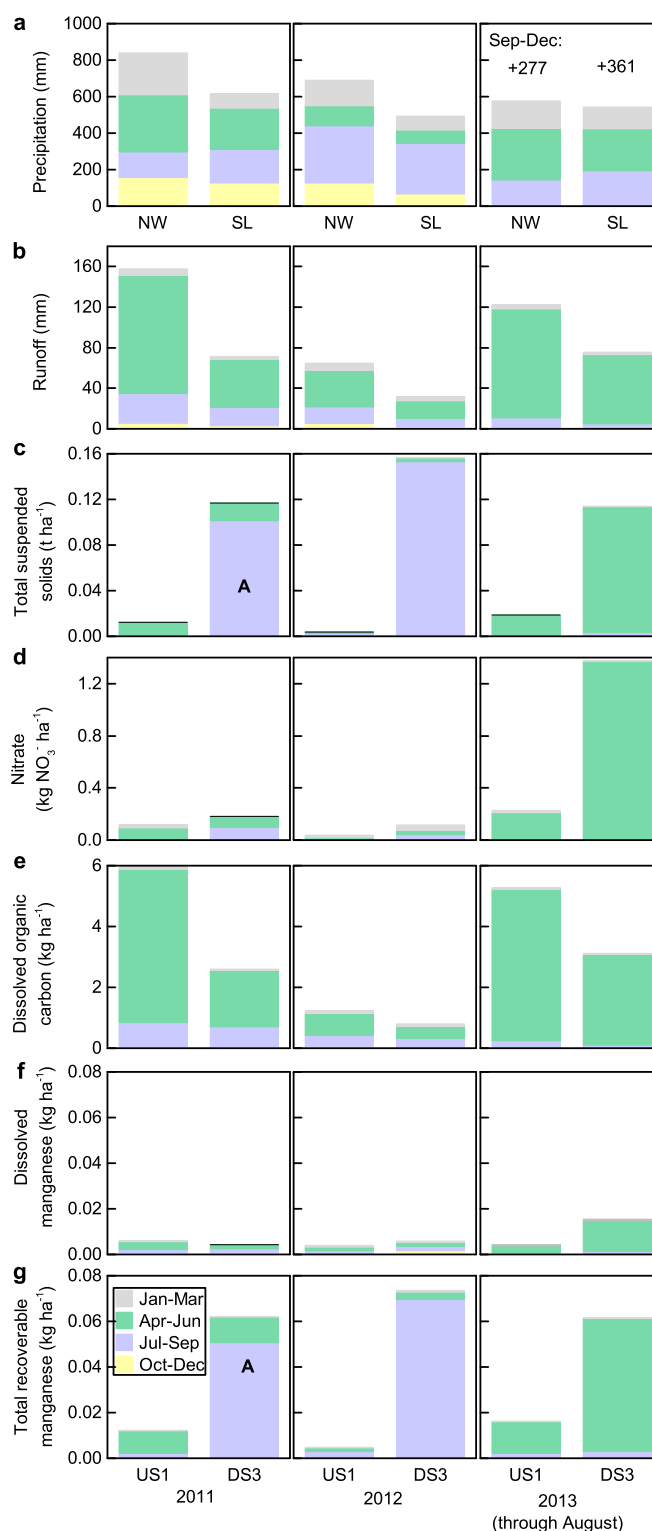 a
Precipitation (mm)
1000
800
600
400
200
0
Sep-Dec:
+277
+361
NW
SL
NW
SL
NW
SL
b
Runoff (mm)
160
120
80
40
0
c
Total suspended
solids (t ha⁻¹)
0.16
0.12
0.08
0.04
0.00
A
d
Nitrate
(kg NO₃⁻ ha⁻¹)
1.2
0.8
0.4
0.0
e
Dissolved organic
carbon (kg ha⁻¹)
6
4
2
0
f
Dissolved
manganese (kg ha⁻¹)
0.08
0.06
0.04
0.02
0.00
g
Total recoverable
manganese (kg ha⁻¹)
0.08
0.06
0.04
0.02
0.00
Jan-Mar
Apr-Jun
Jul-Sep
Oct-Dec
A
US1
DS3
US1
DS3
US1
DS3
2011
2012
2013
(through August)